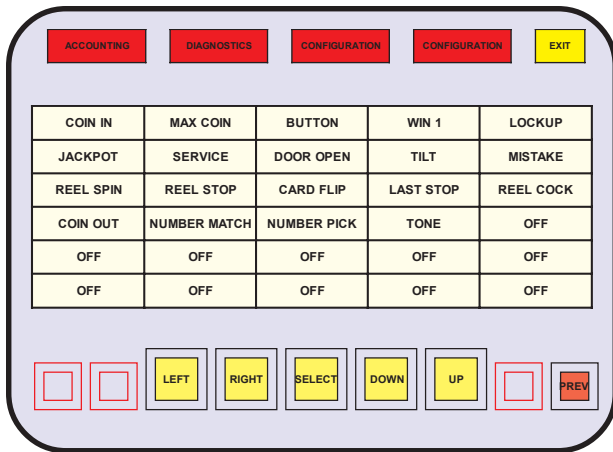 ACCOUNTING DIAGNOSTICS CONFIGURATION CONFIGURATION EXIT
COIN IN MAX COIN BUTTON WIN 1 LOCKUP
JACKPOT SERVICE DOOR OPEN TILT MISTAKE
REEL SPIN REEL STOP CARD FLIP LAST STOP REEL COCK
COIN OUT NUMBER MATCH NUMBER PICK TONE OFF
OFF OFF OFF OFF OFF
OFF OFF OFF OFF OFF
LEFT RIGHT SELECT DOWN UP PREV